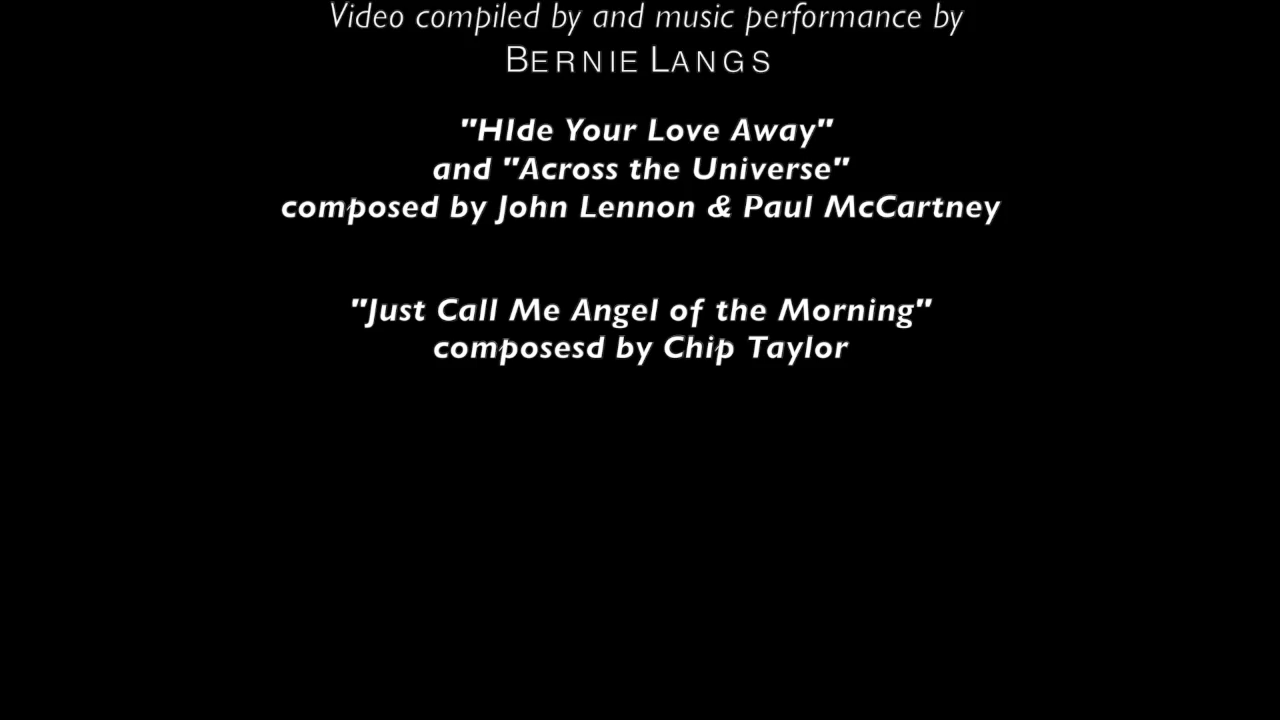 Video compiled by and music performance by
BERNIE LANGS
"HIde Your Love Away"
and "Across the Universe"
composed by John Lennon & Paul McCartney
"Just Call Me Angel of the Morning"
composesd by Chip Taylor